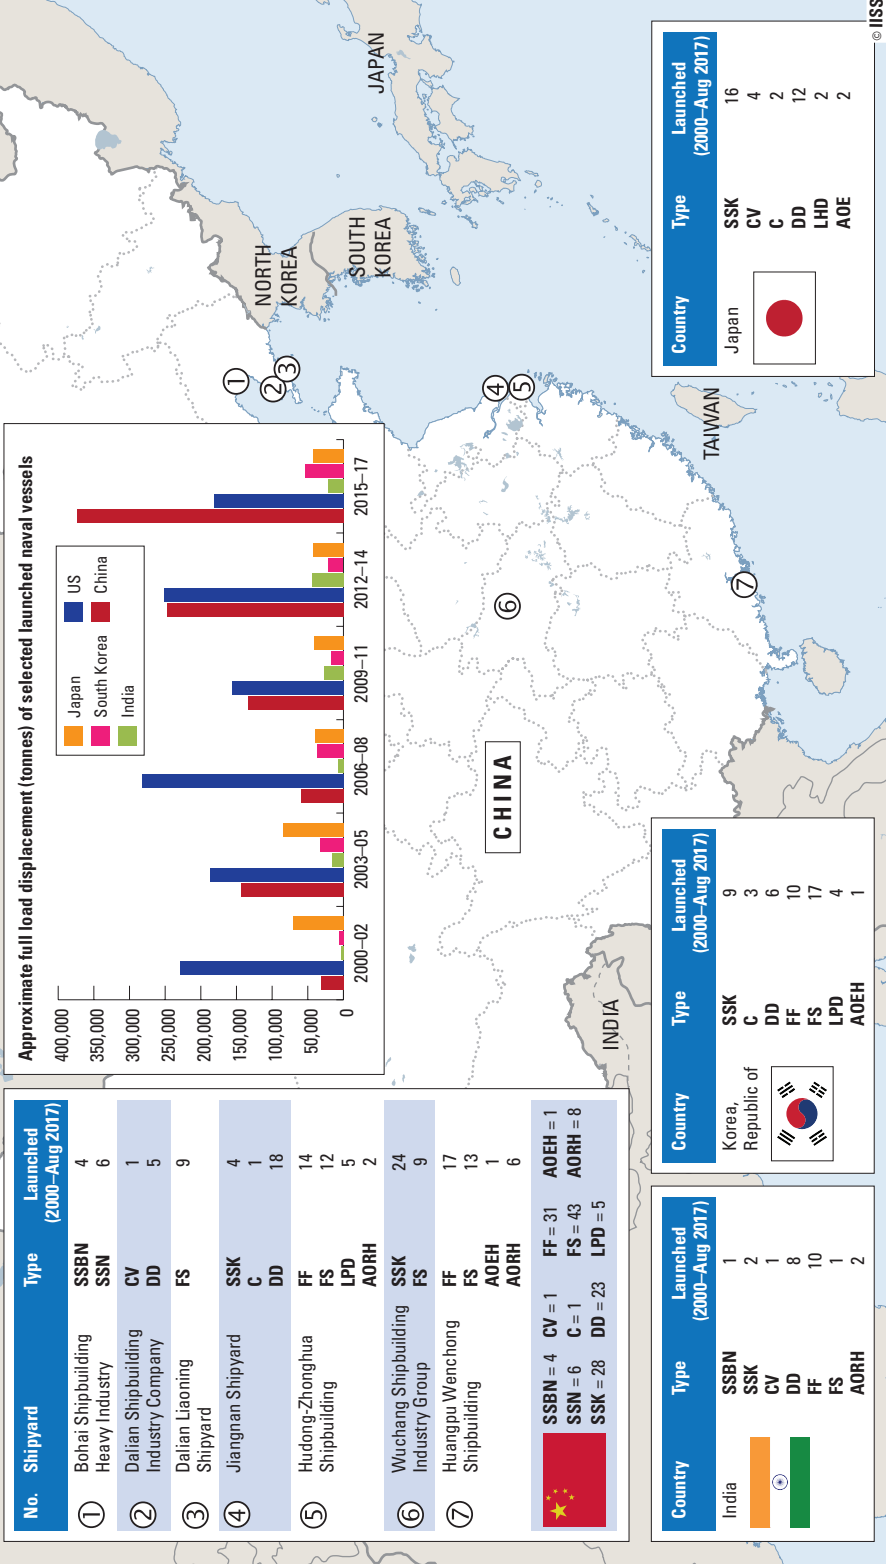 No. Shipyard Type Launched
(2000–Aug 2017)
1 Bohai Shipbuilding SSBN 4
Heavy Industry SSN 6
2 Dalian Shipbuilding CV 1
Industry Company DD 5
3 Dalian Liaoning FS 9
Shipyard
4 Jiangnan Shipyard SSK 4
C 1
DD 18
5 Hudong-Zhonghua FF 14
Shipbuilding FS 12
LPD 5
AORH 2
6 Wuchang Shipbuilding SSK 24
Industry Group FS 9
7 Huangpu Wenchong FF 17
Shipbuilding FS 13
AOEH 1
AORH 6
SSBN = 4 CV = 1 FF = 31 AOEH = 1
SSN = 6 C = 1 FS = 43 AORH = 8
SSK = 28 DD = 23 LPD = 5
Approximate full load displacement (tonnes) of selected launched naval vessels
400,000
350,000
300,000
250,000
200,000
150,000
100,000
50,000
0
Japan US
South Korea China
India
2000–02 2003–05 2006–08 2009–11 2012–14 2015–17
1
2
3
4
5
6
7
NORTH
KOREA
SOUTH
KOREA
JAPAN
CHINA
INDIA
TAIWAN
Country Type Launched
(2000–Aug 2017)
India SSBN 1
SSK 2
CV 1
DD 8
FF 10
FS 1
AORH 2
Country Type Launched
(2000–Aug 2017)
Korea, SSK 9
Republic of C 3
DD 6
FF 10
FS 17
LPD 4
AOEH 1
Country Type Launched
(2000–Aug 2017)
Japan SSK 16
CV 4
C 2
DD 12
LHD 2
AOE 2
© IISS